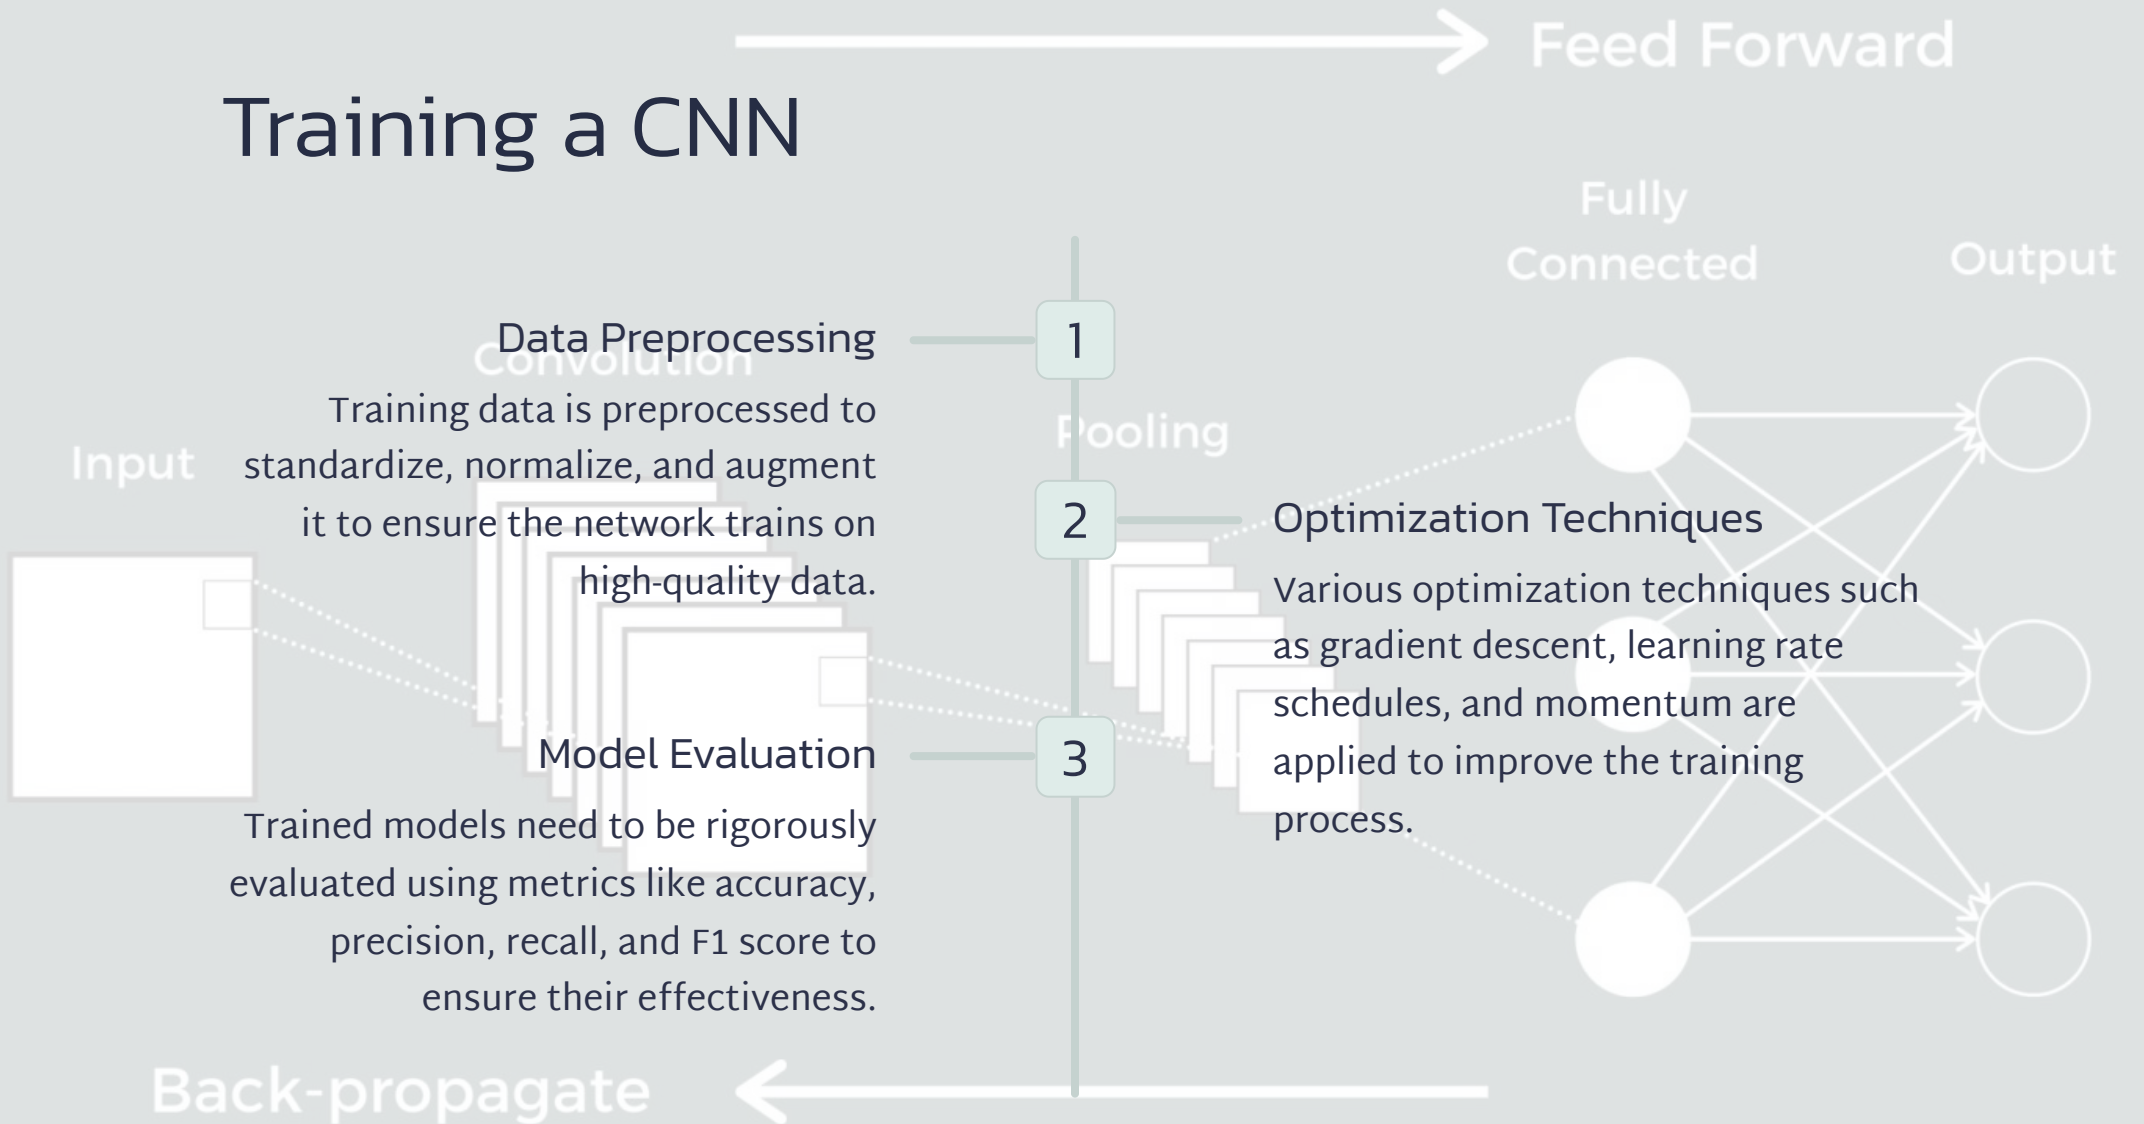 Feed Forward
Training a CNN
Fully
Connected
Output
1
Data Preprocessing
Convolution
Training data is preprocessed to
standardize, normalize, and augment
it to ensure the network trains on
high-quality data.
Input
Pooling
2
Optimization Techniques
Various optimization techniques such
as gradient descent, learning rate
schedules, and momentum are
applied to improve the training
process.
3
Model Evaluation
Trained models need to be rigorously
evaluated using metrics like accuracy,
precision, recall, and F1 score to
ensure their effectiveness.
Back-propagate